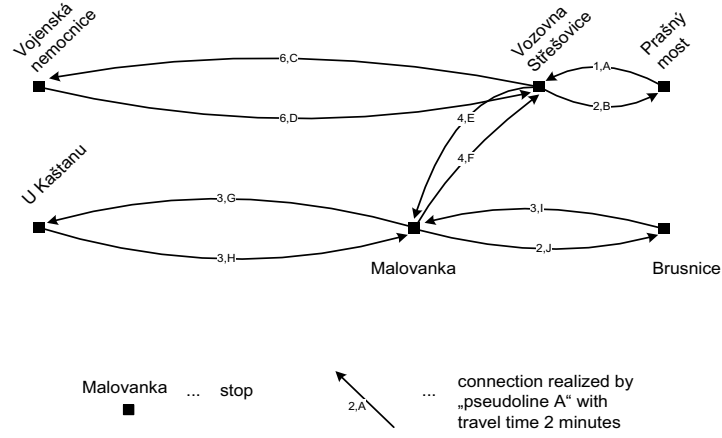 Vojenská
nemocnice
Vozovna
Střešovice
Prašný
most
6,C
1,A
6,D
2,B
4,E
4,F
U Kaštanu
3,G
3,I
3,H
2,J
Malovanka
Brusnice
Malovanka ... stop
2,A
... connection realized by
„pseudoline A“ with
travel time 2 minutes